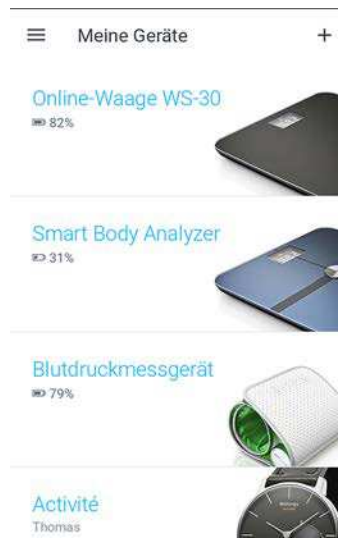 Meine Geräte
Online-Waage WS-30
82%
Smart Body Analyzer
31%
Blutdruckmessgerät
79%
Activité
Thomas